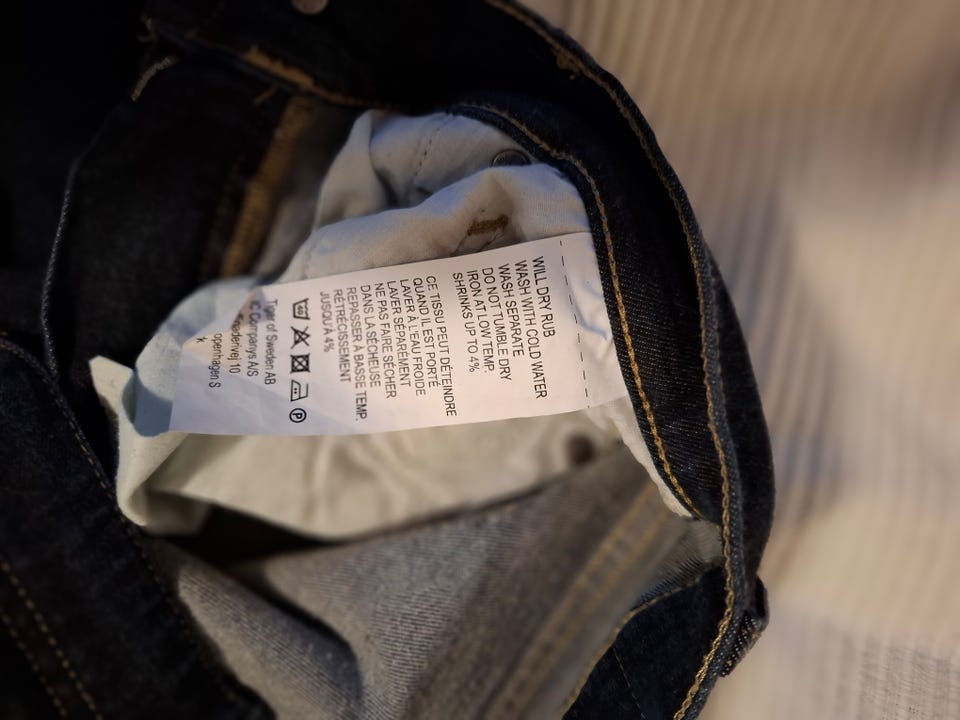 WILL DRY RUB
WASH WITH COLD WATER
WASH SEPARATE
DO NOT TUMBLE DRY
IRON AT LOW TEMP.
SHRINKS UP TO 4%
CE TISSU PEUT DÉTEINDRE
QUAND IL EST PORTÉ
LAVER À L'EAU FROIDE
LAVER SÉPARÉMENT
NE PAS FAIRE SÉCHER
DANS LA SÉCHEUSE
REPASSER À BASSE TEMP.
RÉTRÉCISSEMENT
JUSQU'À 4%
P
Tiger of Sweden AB
IC Companys A/S
10
openhagen S
k